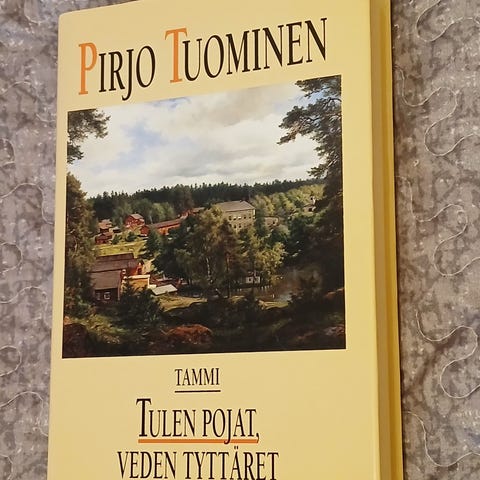 PIRJO TUOMINEN
TAMMI
TULEN POJAT,
VEDEN TYTTÄRET